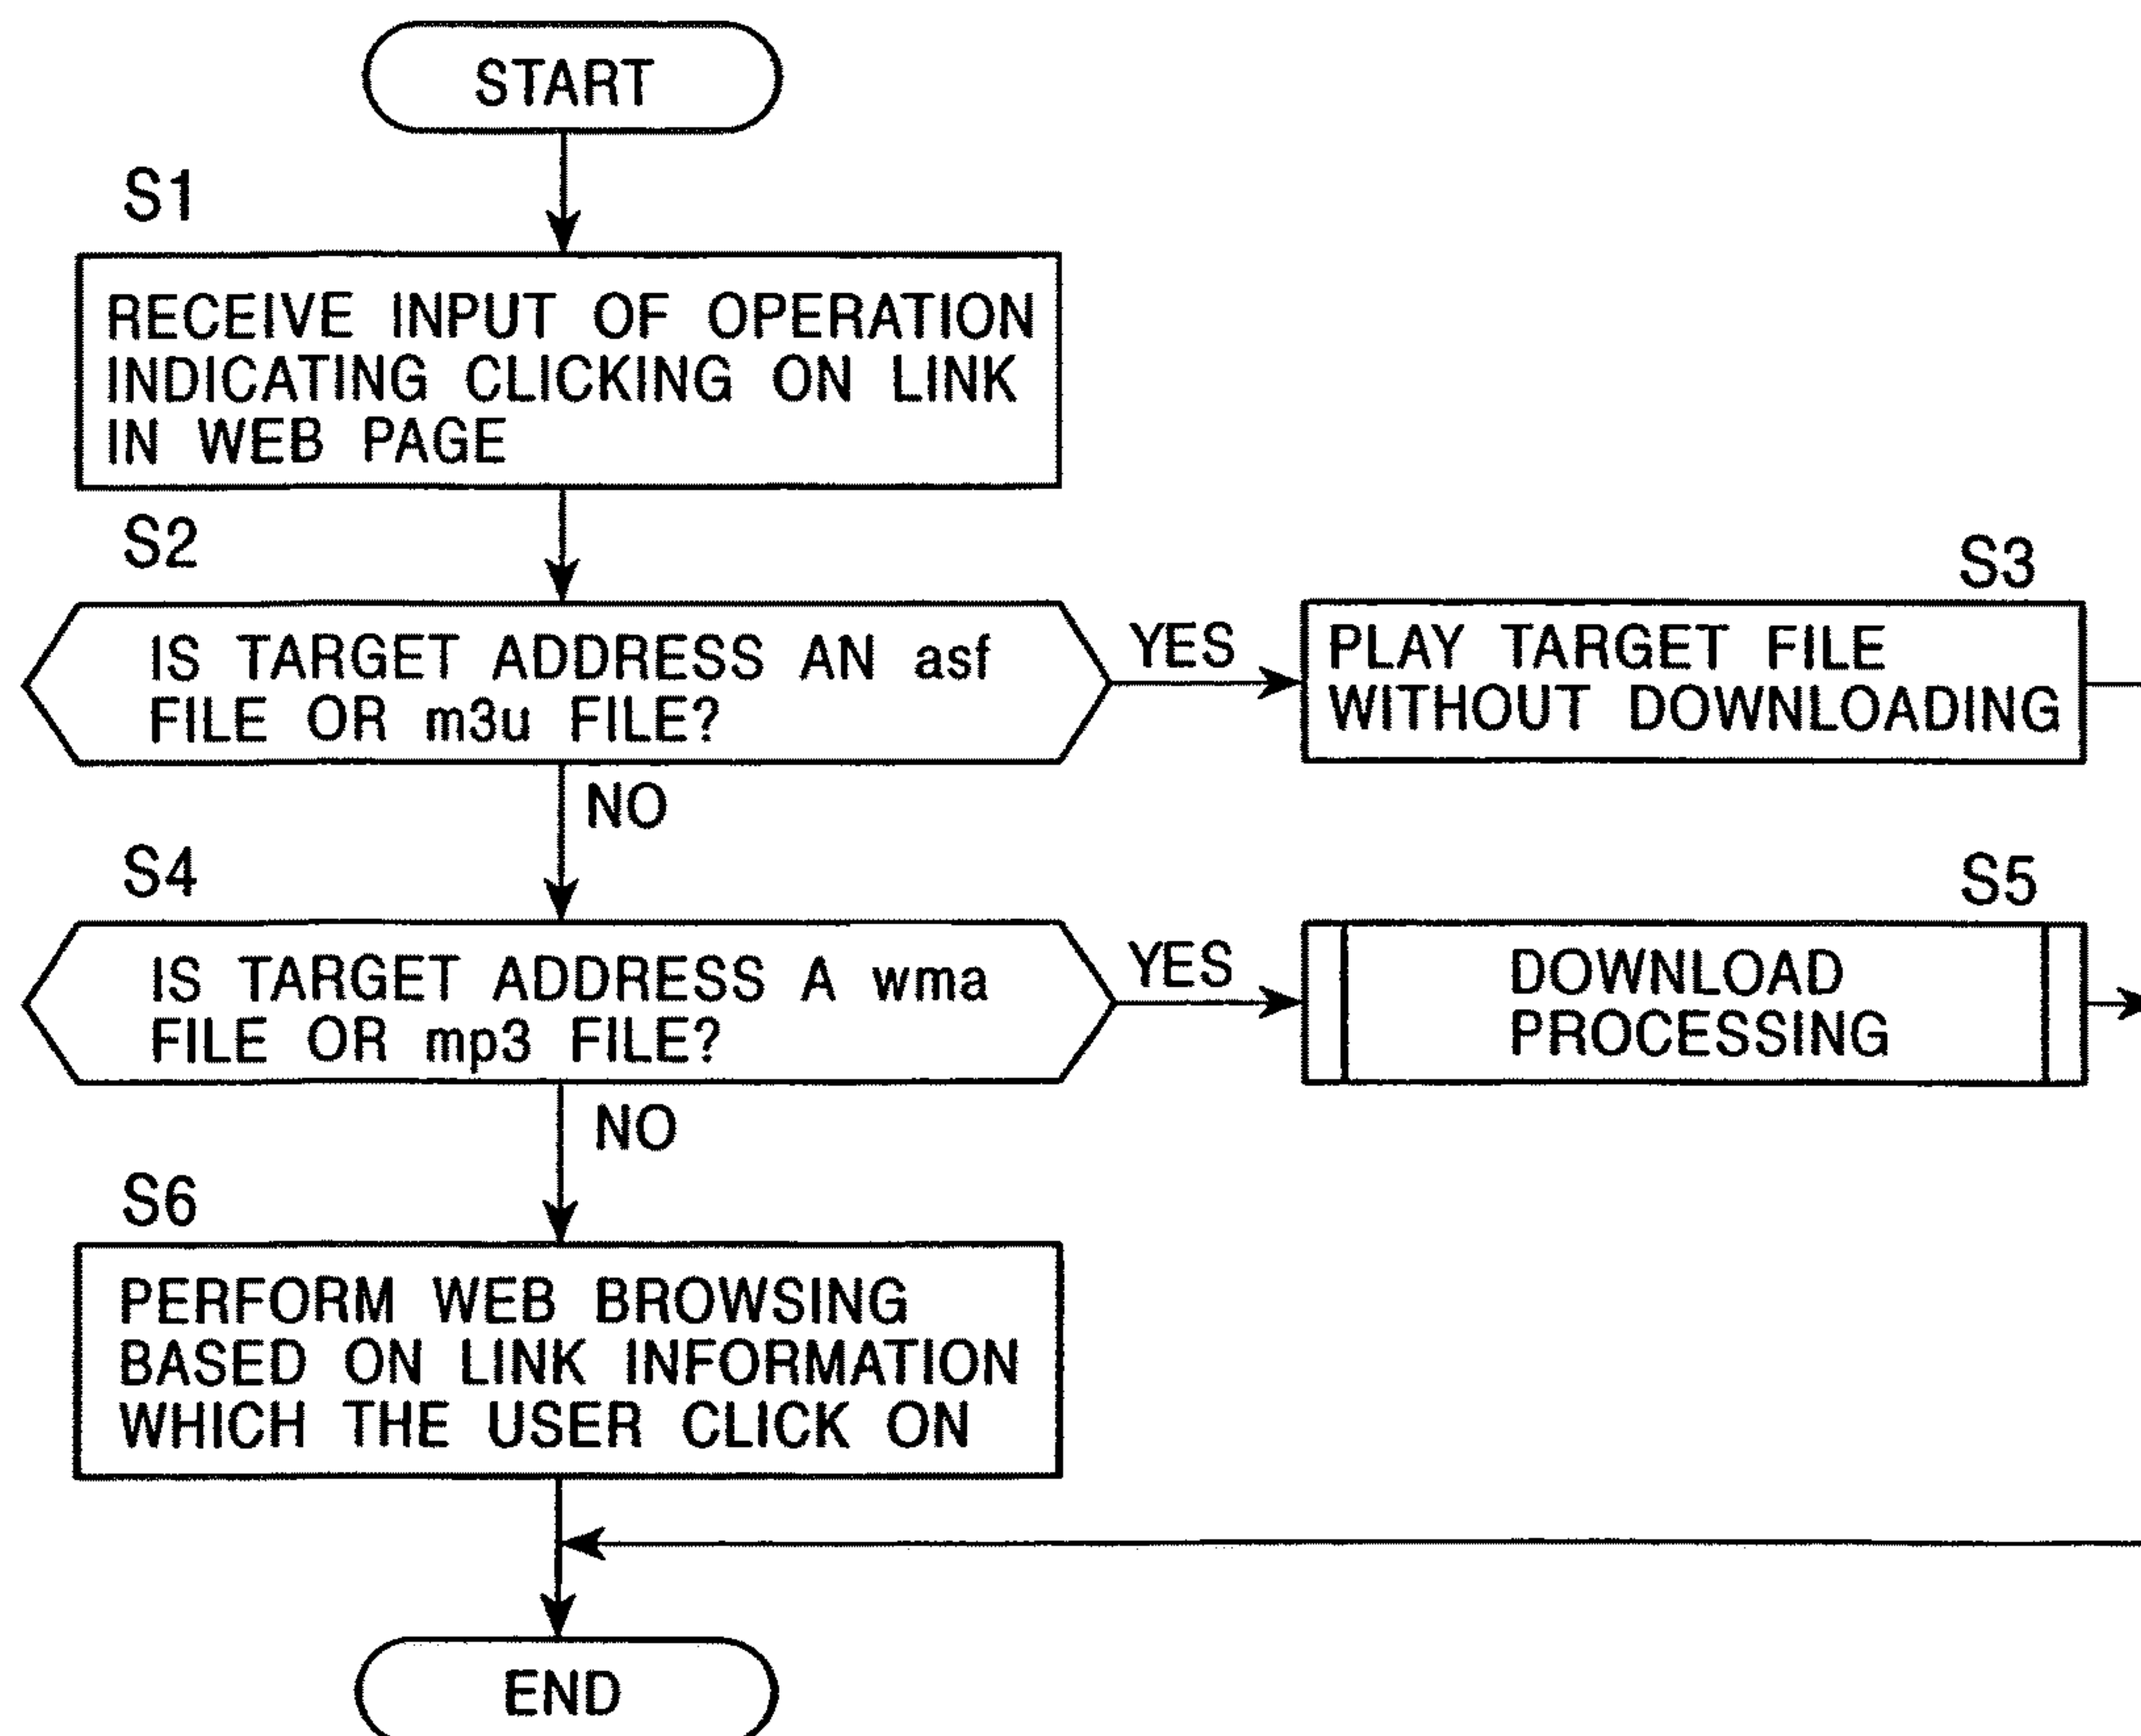 START
S1
RECEIVE INPUT OF OPERATION
INDICATING CLICKING ON LINK
IN WEB PAGE
S2
IS TARGET ADDRESS AN asf
FILE OR m3u FILE?
YES
S3
PLAY TARGET FILE
WITHOUT DOWNLOADING
NO
S4
IS TARGET ADDRESS A wma
FILE OR mp3 FILE?
YES
S5
DOWNLOAD
PROCESSING
NO
S6
PERFORM WEB BROWSING
BASED ON LINK INFORMATION
WHICH THE USER CLICK ON
END